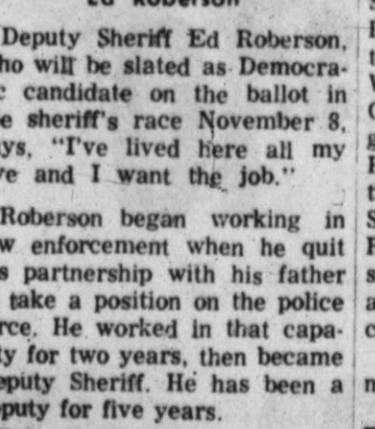 Ed Roberson
Deputy Sheriff Ed Roberson,
ho will be slated as Democra-
c candidate on the ballot in
e sheriff's race November 8,
ys, "I've lived here all my
e and I want the job."
Roberson began working in
w enforcement when he quit
s partnership with his father
take a position on the police
rce. He worked in that capa-
ty for two years, then became
eputy Sheriff. He has been a
puty for five years.